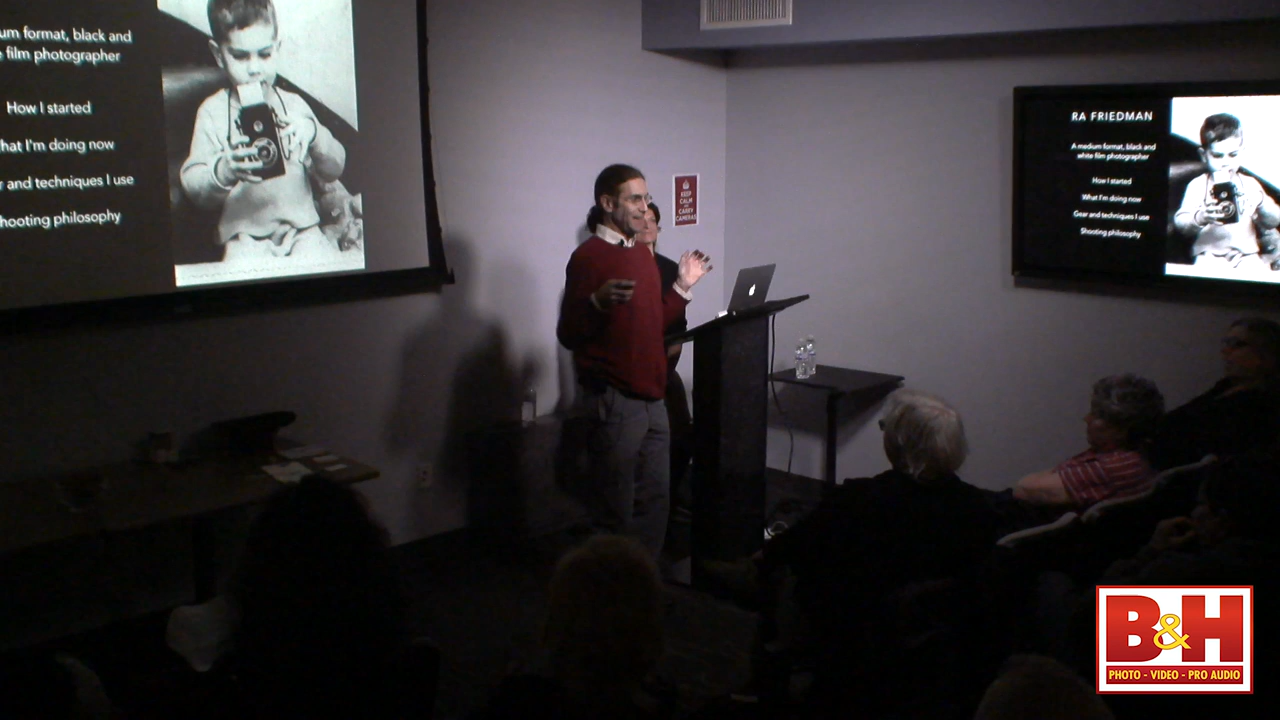 um format, black and
film photographer
How I started
hat I'm doing now
r and techniques I use
hooting philosophy
KEEP
CALM
AND
CARRY
CAMERAS
RA FRIEDMAN
A medium format, black and
white film photographer
How I started
What I'm doing now
Gear and techniques I use
Shooting philosophy
B&H
PHOTO - VIDEO - PRO AUDIO